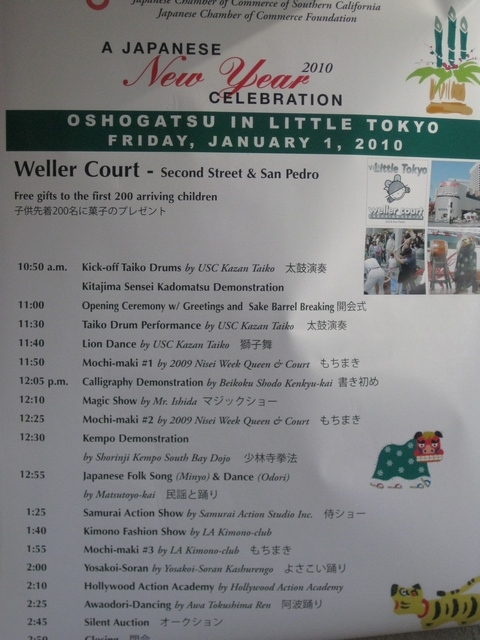 Japanese Chamber of Commerce of Southern California
Japanese Chamber of Commerce Foundation
A JAPANESE
New Year 2010
CELEBRATION
OSHOGATSU IN LITTLE TOKYO
FRIDAY, JANUARY 1, 2010
Weller Court - Second Street & San Pedro
Little Tokyo
weller court
Free gifts to the first 200 arriving children
子供先着200名に菓子のプレゼント
10:50 a.m. Kick-off Taiko Drums by USC Kazan Taiko 太鼓演奏
Kitajima Sensei Kadomatsu Demonstration
11:00 Opening Ceremony w/ Greetings and Sake Barrel Breaking 開会式
11:30 Taiko Drum Performance by USC Kazan Taiko 太鼓演奏
11:40 Lion Dance by USC Kazan Taiko 獅子舞
11:50 Mochi-maki #1 by 2009 Nisei Week Queen & Court もちまき
12:05 p.m. Calligraphy Demonstration by Beikoku Shodo Kenkyu-kai 書き初め
12:10 Magic Show by Mr. Ishida マジックショー
12:25 Mochi-maki #2 by 2009 Nisei Week Queen & Court もちまき
12:30 Kempo Demonstration
by Shorinji Kempo South Bay Dojo 少林寺拳法
12:55 Japanese Folk Song (Minyo) & Dance (Odori)
by Matsutoyo-kai 民謡と踊り
1:25 Samurai Action Show by Samurai Action Studio Inc. 侍ショー
1:40 Kimono Fashion Show by LA Kimono-club
1:55 Mochi-maki #3 by LA Kimono-club もちまき
2:00 Yosakoi-Soran by Yosakoi-Soran Kashurengo よさこい踊り
2:10 Hollywood Action Academy by Hollywood Action Academy
2:25 Awaodori-Dancing by Awa Tokushima Ren 阿波踊り
2:45 Silent Auction オークション
2:50 Closing 閉会